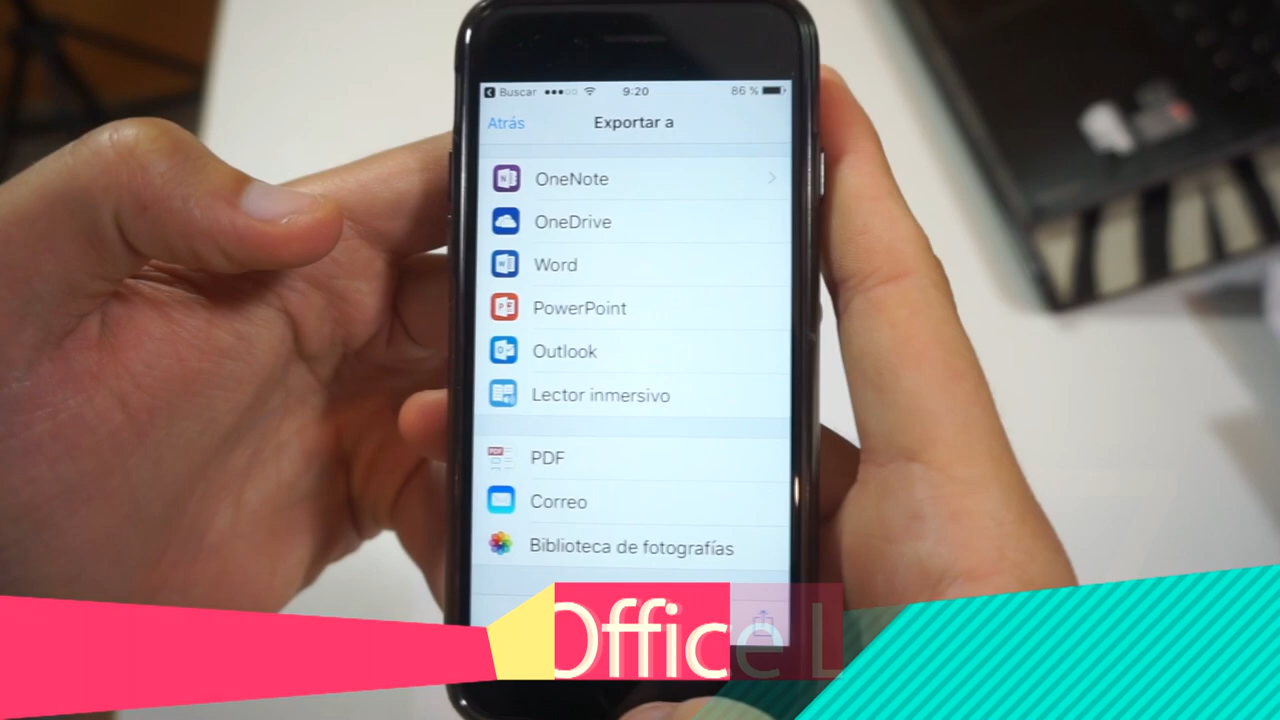 Buscar 9:20 86 %
Atrás Exportar a
OneNote
OneDrive
Word
PowerPoint
Outlook
Lector inmersivo
PDF
Correo
Biblioteca de fotografías
Office L